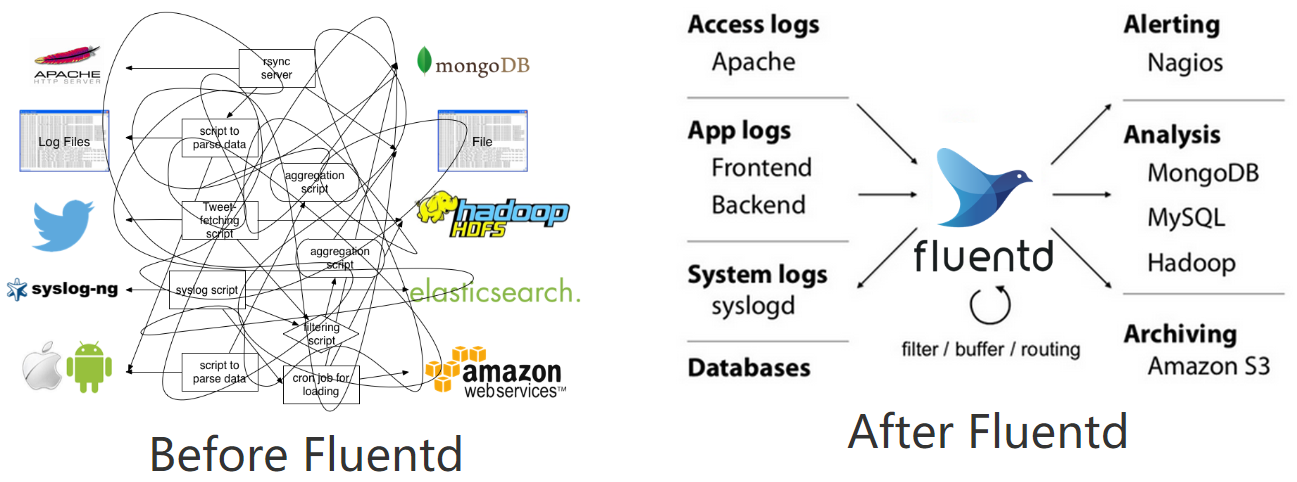 APACHE
HTTP SERVER
rsync
server
mongoDB
Log Files
script to
parse data
File
aggregation
script
Tweet-
fetching
script
hadoop
HDFS
aggregation
script
syslog-ng
syslog script
elasticsearch.
filtering
script
script to
parse data
cron job for
loading
amazon
webservices™
Before Fluentd
Access logs
Apache
App logs
Frontend
Backend
System logs
syslogd
Databases
fluentd
filter / buffer / routing
Alerting
Nagios
Analysis
MongoDB
MySQL
Hadoop
Archiving
Amazon S3
After Fluentd